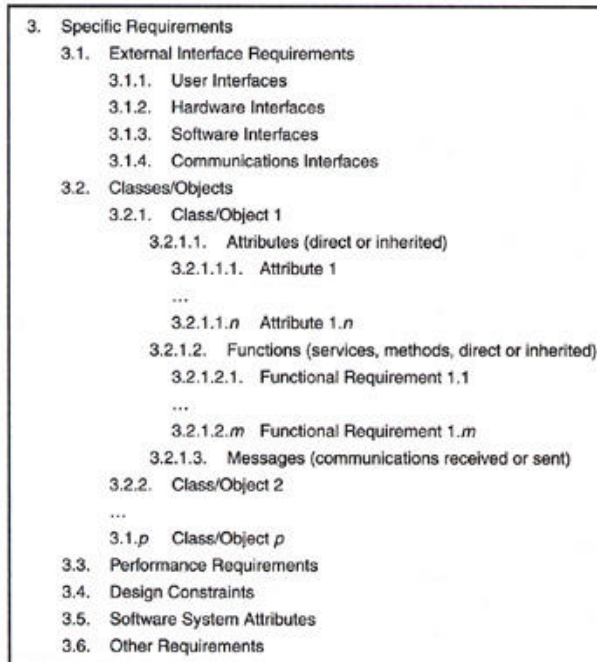 3. Specific Requirements
3.1. External Interface Requirements
3.1.1. User Interfaces
3.1.2. Hardware Interfaces
3.1.3. Software Interfaces
3.1.4. Communications Interfaces
3.2. Classes/Objects
3.2.1. Class/Object 1
3.2.1.1. Attributes (direct or inherited)
3.2.1.1.1. Attribute 1
...
3.2.1.1.n Attribute 1.n
3.2.1.2. Functions (services, methods, direct or inherited)
3.2.1.2.1. Functional Requirement 1.1
...
3.2.1.2.m Functional Requirement 1.m
3.2.1.3. Messages (communications received or sent)
3.2.2. Class/Object 2
...
3.1.p Class/Object p
3.3. Performance Requirements
3.4. Design Constraints
3.5. Software System Attributes
3.6. Other Requirements